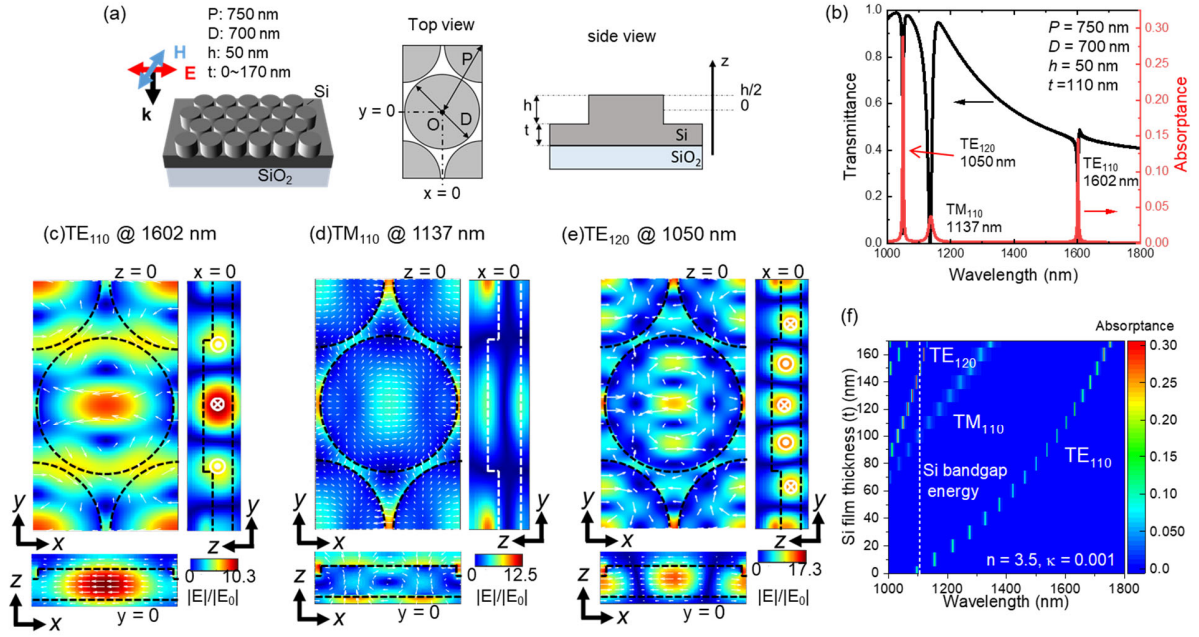 (a)
P: 750 nm
D: 700 nm
h: 50 nm
t: 0~170 nm
H
E
k
Si
SiO2
Top view
P
y = 0
O
D
x = 0
side view
z
h/2
0
h
t
Si
SiO2
(b)
Transmittance
1.0
0.8
0.6
0.4
0.2
0.0
P = 750 nm
D = 700 nm
h = 50 nm
t =110 nm
TE120
1050 nm
TM110
1137 nm
TE110
1602 nm
0.30
0.25
0.20
0.15
0.10
0.05
0.00
Absorptance
1000 1200 1400 1600 1800
Wavelength (nm)
(c)TE110 @ 1602 nm
z = 0 x = 0
y
x
z
y
z
x
0 10.3
|E|/|E0|
y = 0
(d)TM110 @ 1137 nm
z = 0 x = 0
y
x
z
y
z
x
0 12.5
|E|/|E0|
y = 0
(e)TE120 @ 1050 nm
z = 0 x = 0
y
x
z
y
z
x
0 17.3
|E|/|E0|
y = 0
(f)
Absorptance
Si film thickness (t) (nm)
160
140
120
100
80
60
40
20
0
TE120
TM110
TE110
Si bandgap
energy
n = 3.5, κ = 0.001
0.30
0.25
0.20
0.15
0.10
0.050
0.0
1000 1200 1400 1600 1800
Wavelength (nm)